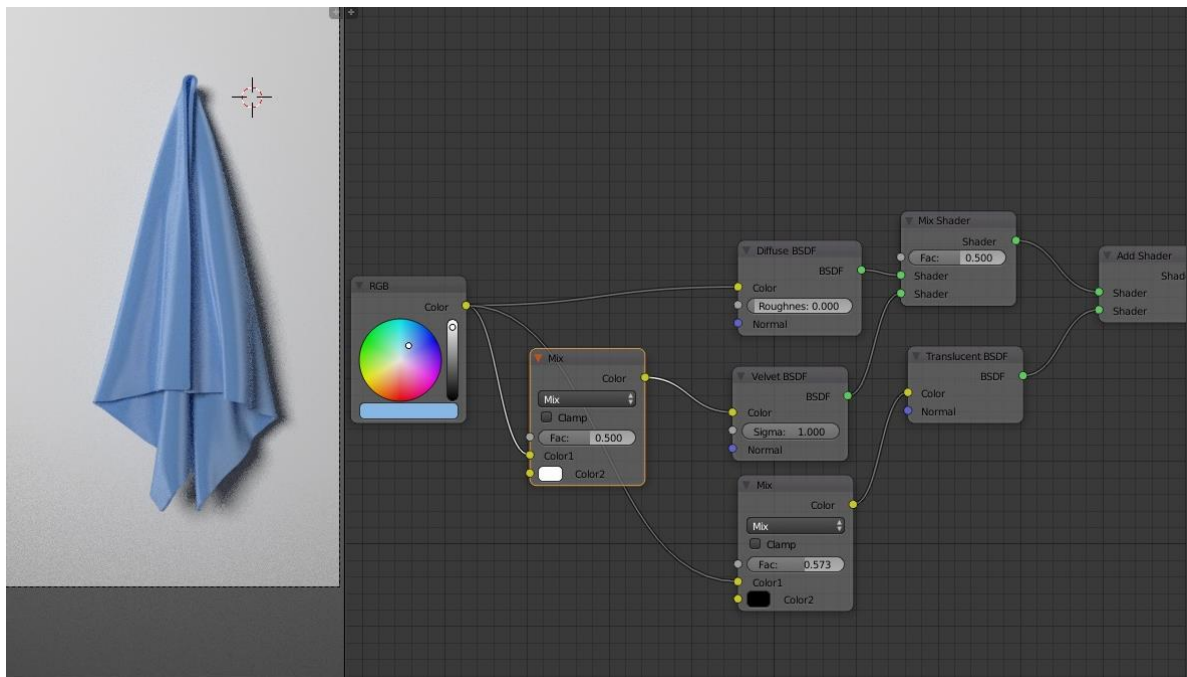 RGB
Color
Mix
Color
Mix
Clamp
Fac: 0.500
Color1
Color2
Diffuse BSDF
BSDF
Color
Roughnes: 0.000
Normal
Velvet BSDF
BSDF
Color
Sigma: 1.000
Normal
Mix
Color
Mix
Clamp
Fac: 0.573
Color1
Color2
Mix Shader
Shader
Fac: 0.500
Shader
Shader
Translucent BSDF
BSDF
Color
Normal
Add Shader
Shad
Shader
Shader